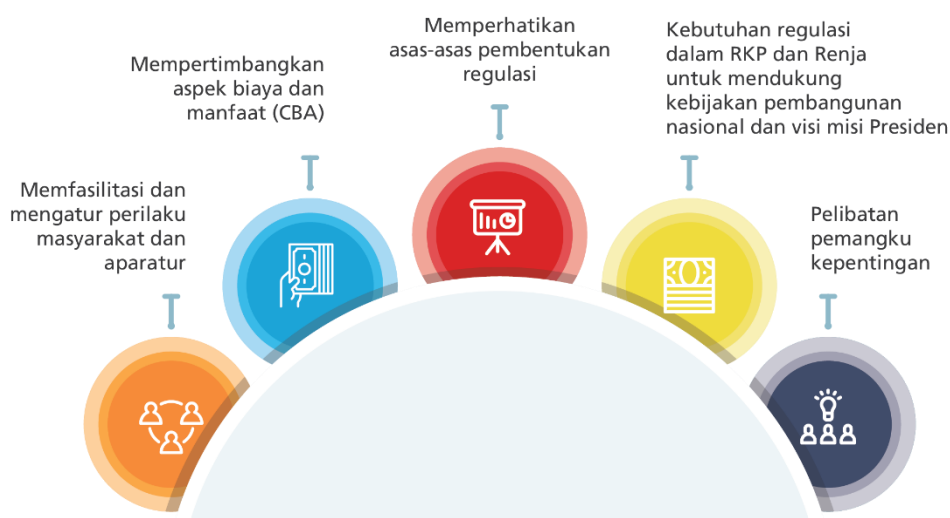 Memfasilitasi dan
mengatur perilaku
masyarakat dan
aparatur
Mempertimbangkan
aspek biaya dan
manfaat (CBA)
Memperhatikan
asas-asas pembentukan
regulasi
Kebutuhan regulasi
dalam RKP dan Renja
untuk mendukung
kebijakan pembangunan
nasional dan visi misi Presiden
Pelibatan
pemangku
kepentingan